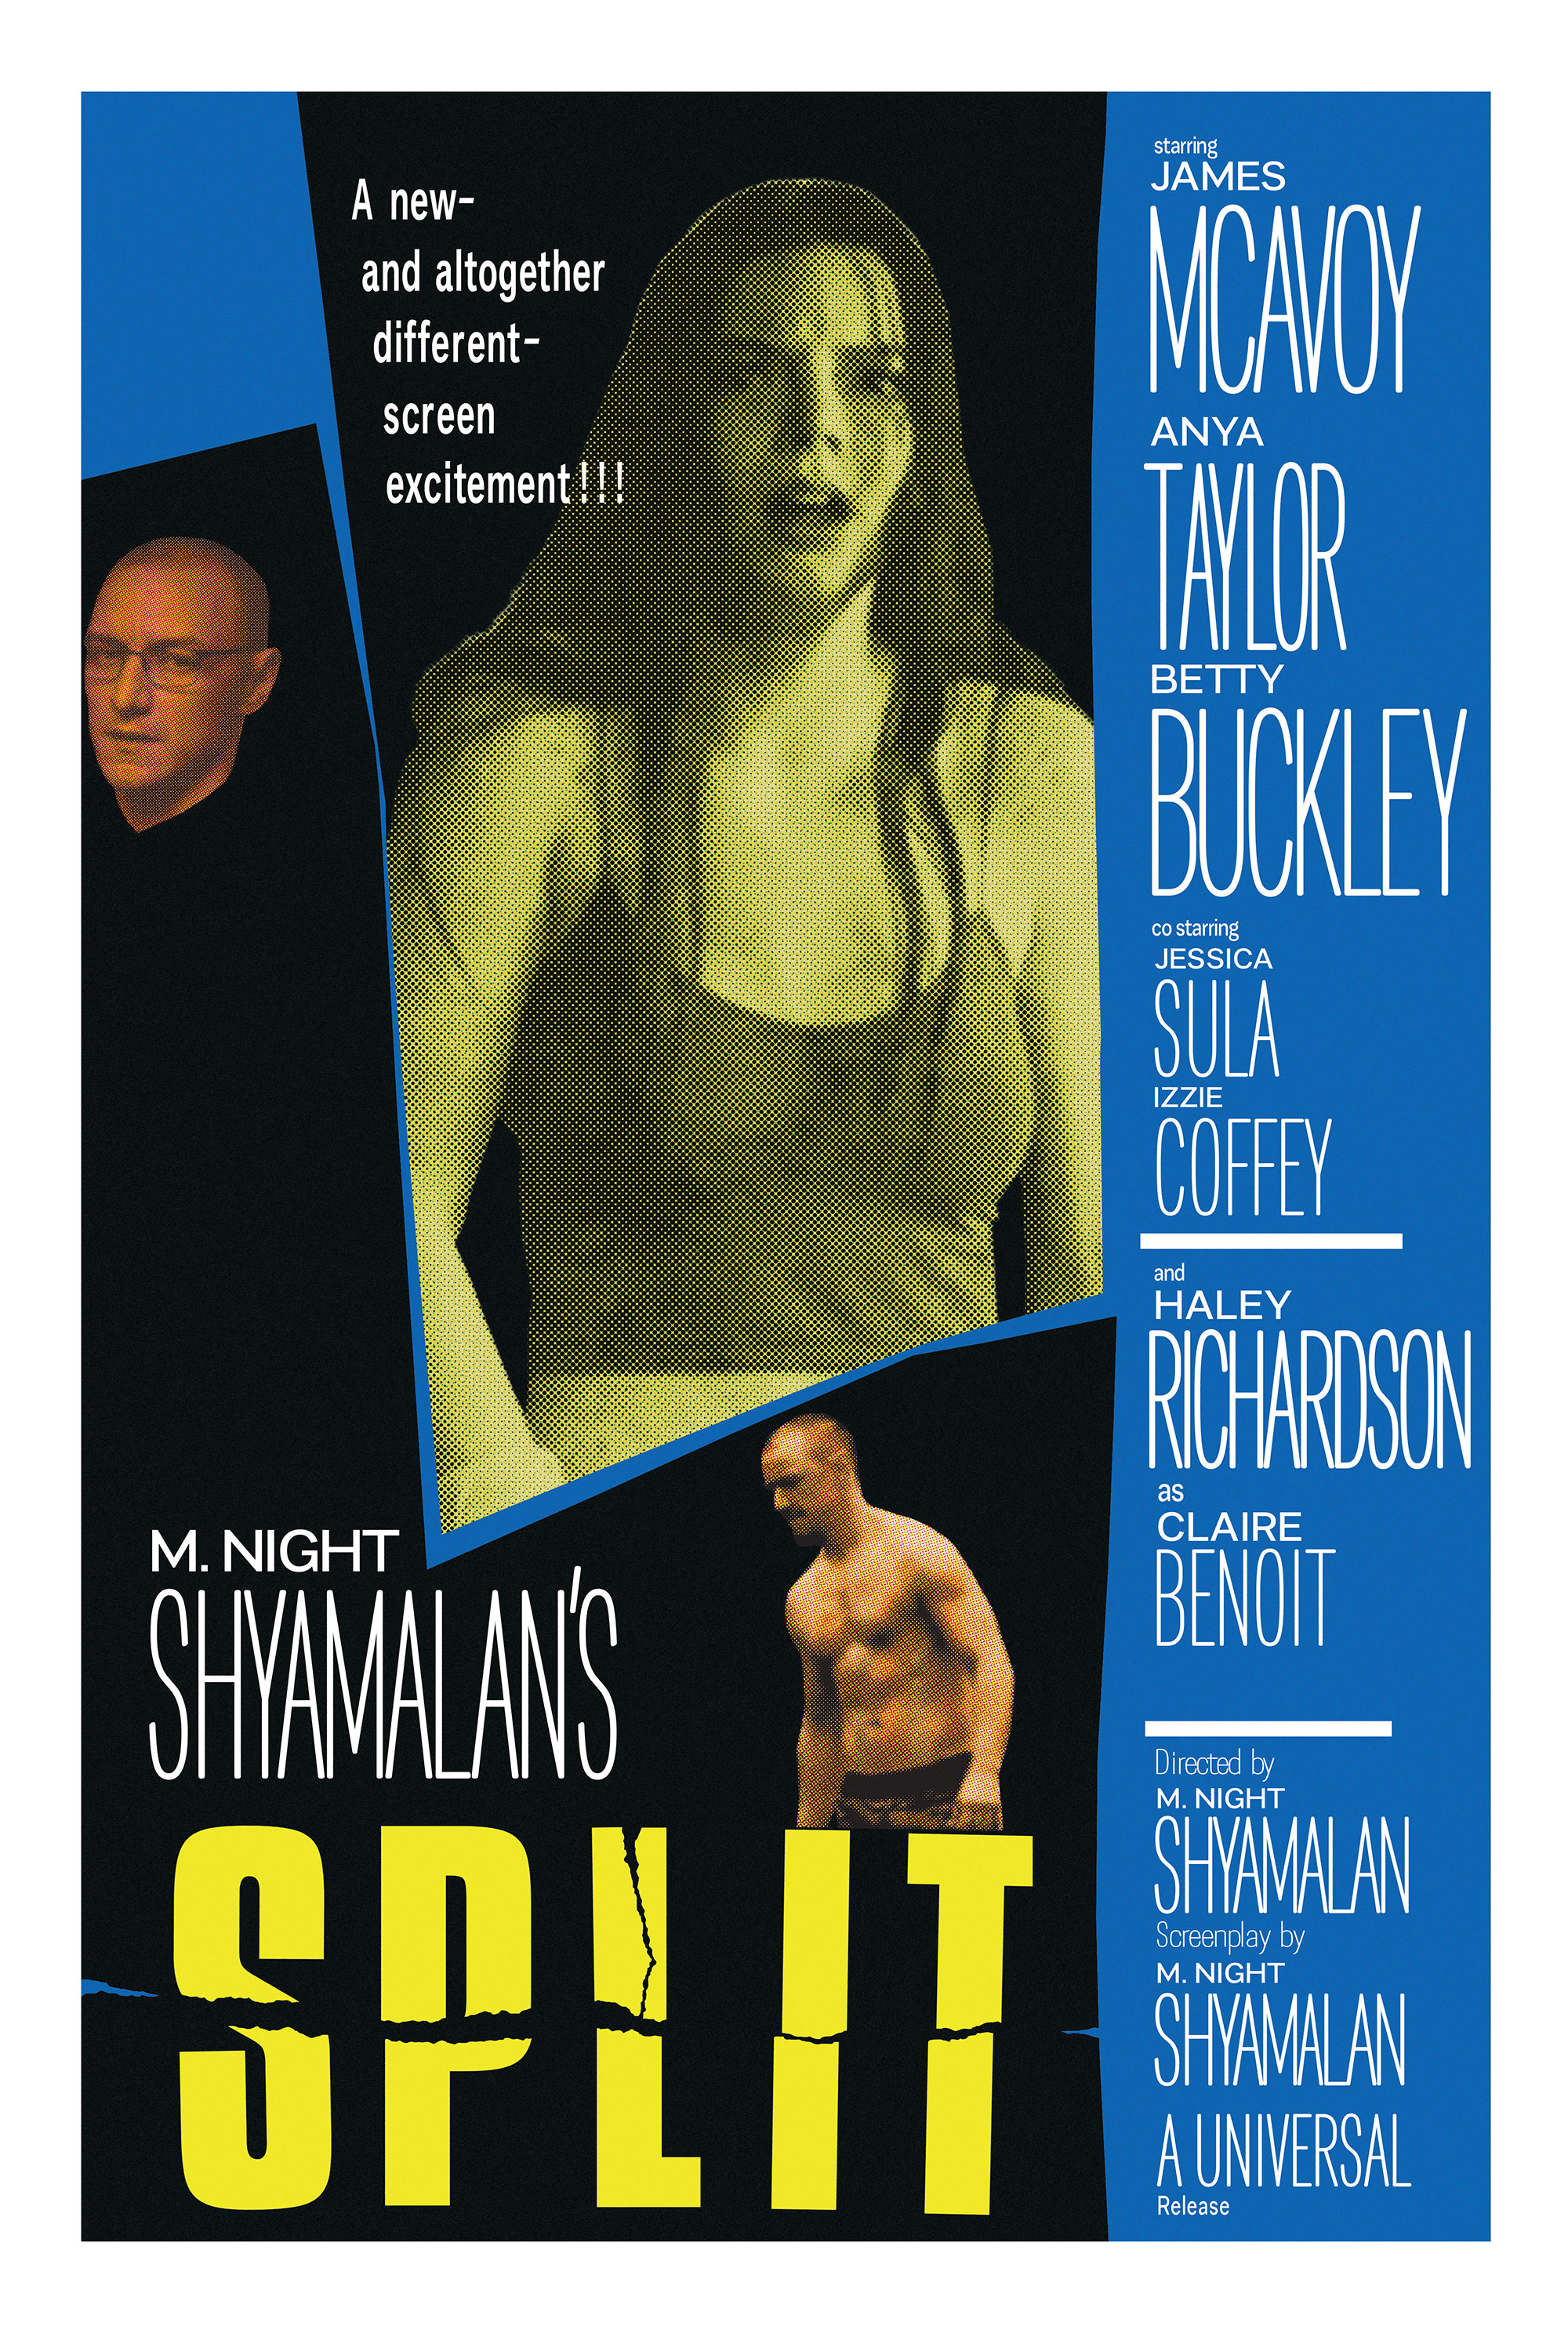 A new-
and altogether
different-
screen
excitement!!!
M. NIGHT
SHYAMALAN'S
SPLIT
starring
JAMES
MCAVOY
ANYA
TAYLOR
BETTY
BUCKLEY
co starring
JESSICA
SULA
IZZIE
COFFEY
and
HALEY
RICHARDSON
as
CLAIRE
BENOIT
Directed by
M. NIGHT
SHYAMALAN
Screenplay by
M. NIGHT
SHYAMALAN
A UNIVERSAL
Release